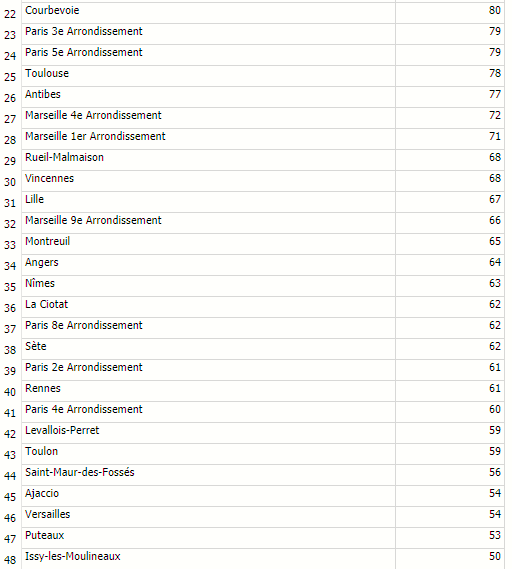 22 Courbevoie 80
23 Paris 3e Arrondissement 79
24 Paris 5e Arrondissement 79
25 Toulouse 78
26 Antibes 77
27 Marseille 4e Arrondissement 72
28 Marseille 1er Arrondissement 71
29 Rueil-Malmaison 68
30 Vincennes 68
31 Lille 67
32 Marseille 9e Arrondissement 66
33 Montreuil 65
34 Angers 64
35 Nîmes 63
36 La Ciotat 62
37 Paris 8e Arrondissement 62
38 Sète 62
39 Paris 2e Arrondissement 61
40 Rennes 61
41 Paris 4e Arrondissement 60
42 Levallois-Perret 59
43 Toulon 59
44 Saint-Maur-des-Fossés 56
45 Ajaccio 54
46 Versailles 54
47 Puteaux 53
48 Issy-les-Moulineaux 50